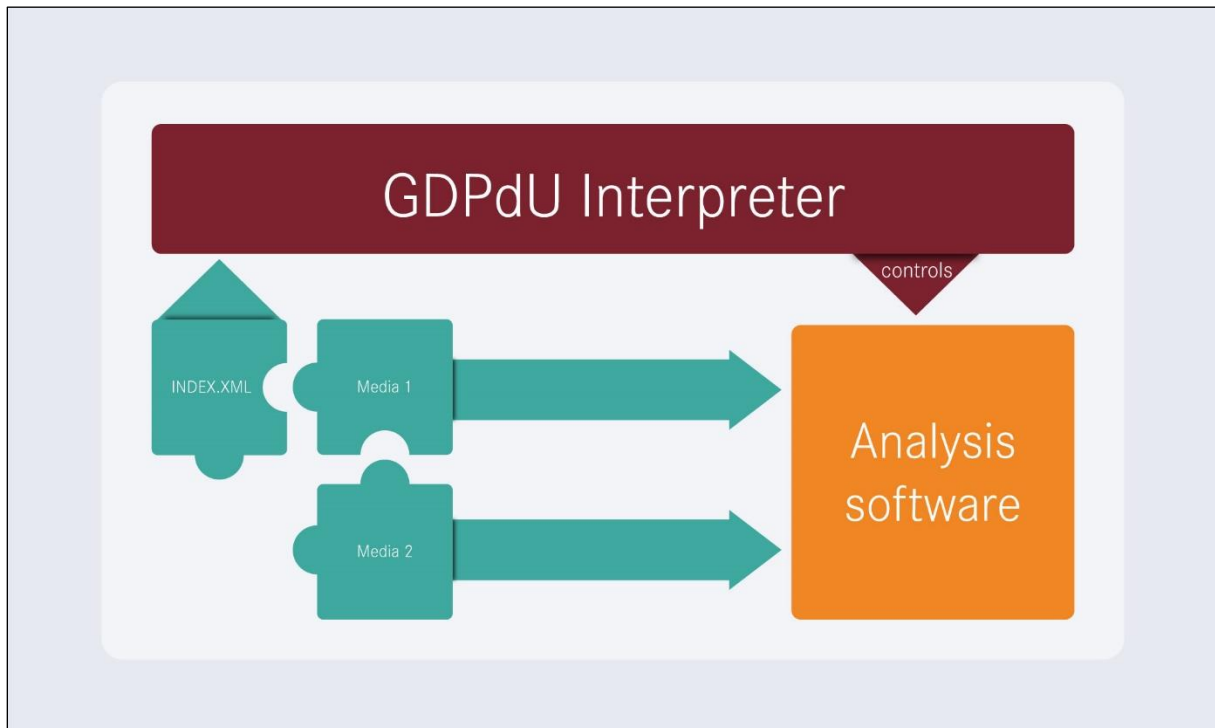 GDPdU Interpreter
controls
INDEX.XML
Media 1
Analysis
software
Media 2